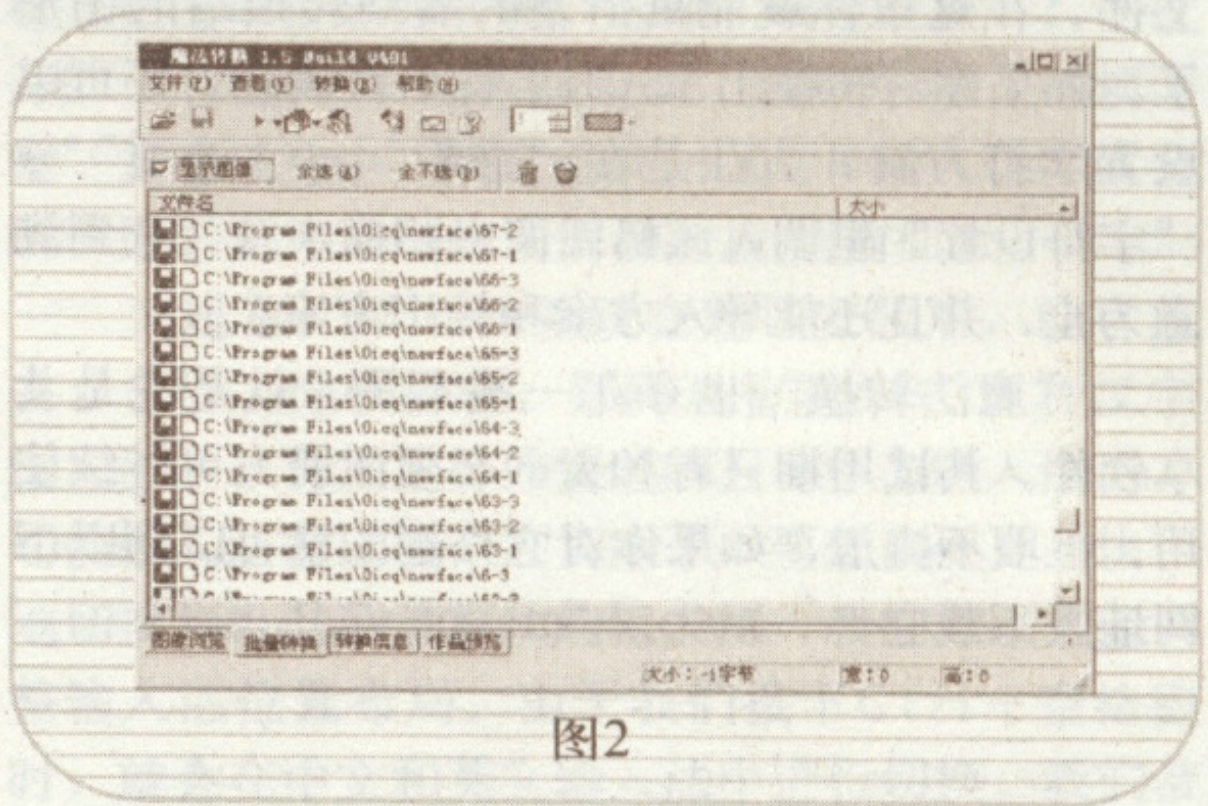 魔法转换 1.5 Build 0401
文件(F) 查看(V) 转换(C) 帮助(H)
显示图像 全选(A) 全不选(D)
文件名 大小
C:\Program Files\Oicq\newface\67-2
C:\Program Files\Oicq\newface\67-1
C:\Program Files\Oicq\newface\66-3
C:\Program Files\Oicq\newface\66-2
C:\Program Files\Oicq\newface\66-1
C:\Program Files\Oicq\newface\65-3
C:\Program Files\Oicq\newface\65-2
C:\Program Files\Oicq\newface\65-1
C:\Program Files\Oicq\newface\64-3
C:\Program Files\Oicq\newface\64-2
C:\Program Files\Oicq\newface\64-1
C:\Program Files\Oicq\newface\63-3
C:\Program Files\Oicq\newface\63-2
C:\Program Files\Oicq\newface\63-1
C:\Program Files\Oicq\newface\6-3
图像浏览 批量转换 转换信息 作品预览
大小：-1字节 宽：0 高：0
图2